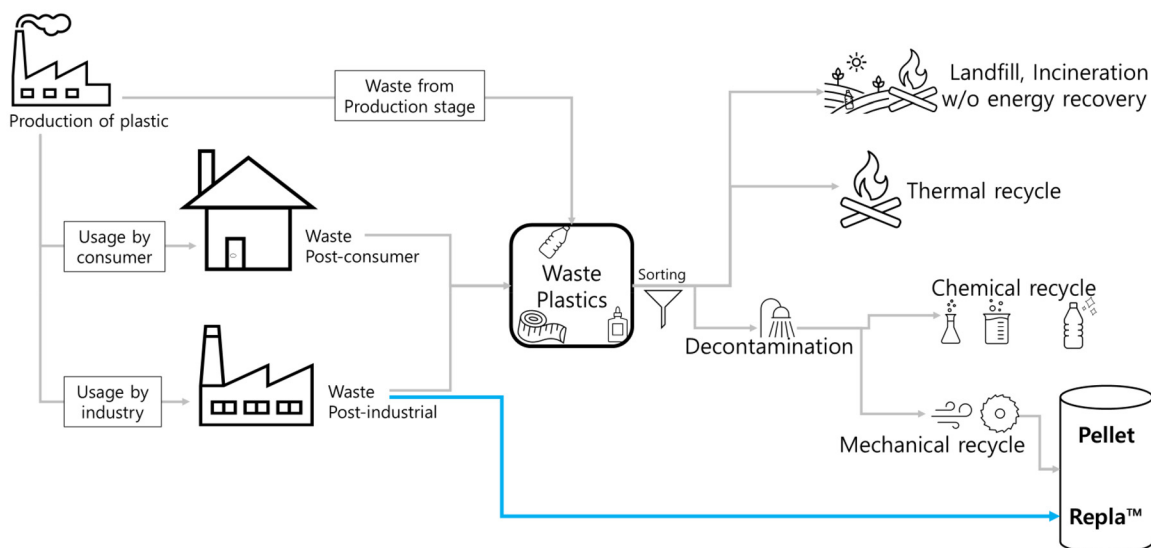 Production of plastic
Waste from
Production stage
Landfill, Incineration
w/o energy recovery
Thermal recycle
Usage by
consumer
Waste
Post-consumer
Waste
Plastics
Sorting
Chemical recycle
Decontamination
Usage by
industry
Waste
Post-industrial
Mechanical recycle
Pellet
Repla™